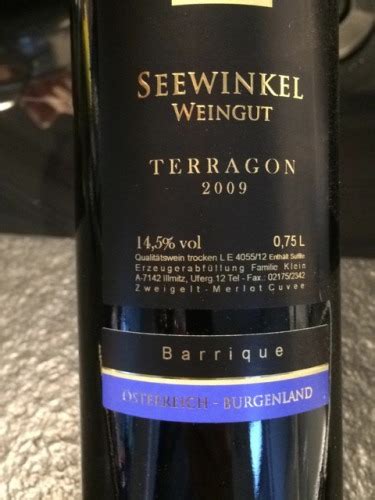 SEEWINKEL
WEINGUT
TERRAGON
2009
14,5% vol 0,75 L
Qualitätswein trocken L E 4055/12 Enthält Sulfite
Erzeugerabfüllung Familie Klein
A-7142 Illmitz, Uferg 12 Tel - Fax.: 02175/2342
Zweigelt - Merlot Cuvee
Barrique
ÖSTERREICH - BURGENLAND